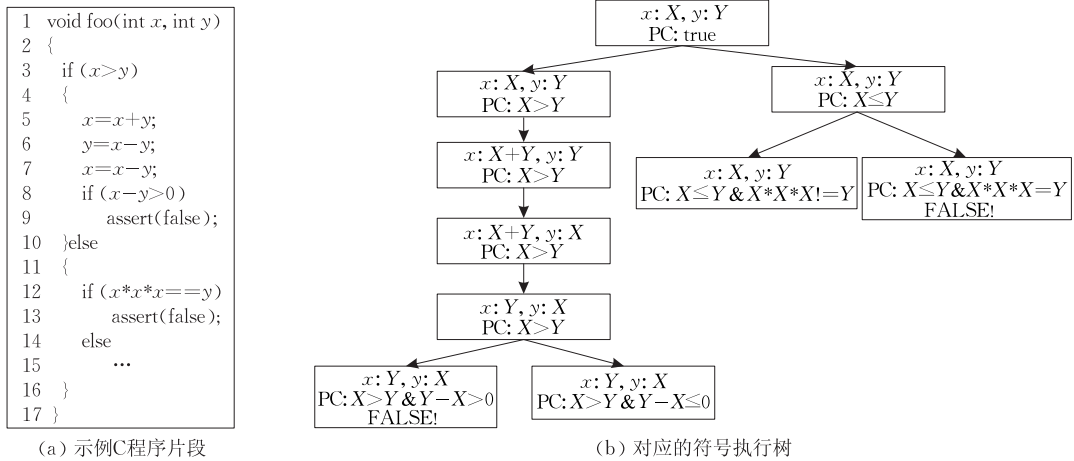 1 void foo(int x, int y)
2 {
3 if (x>y)
4 {
5 x=x+y;
6 y=x-y;
7 x=x-y;
8 if (x-y>0)
9 assert(false);
10 }else
11 {
12 if (x*x*x==y)
13 assert(false);
14 else
15 …
16 }
17 }
(a) 示例C程序片段
x: X, y: Y
PC: true
x: X, y: Y
PC: X>Y
x: X, y: Y
PC: X≤Y
x: X+Y, y: Y
PC: X>Y
x: X, y: Y
PC: X≤Y&X*X*X!=Y
x: X, y: Y
PC: X≤Y&X*X*X=Y
FALSE!
x: X+Y, y: X
PC: X>Y
x: Y, y: X
PC: X>Y
x: Y, y: X
PC: X>Y&Y-X>0
FALSE!
x: Y, y: X
PC: X>Y&Y-X≤0
(b) 对应的符号执行树